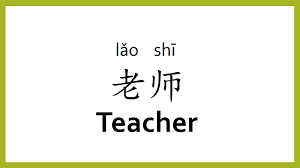 lǎo shī
老师
Teacher